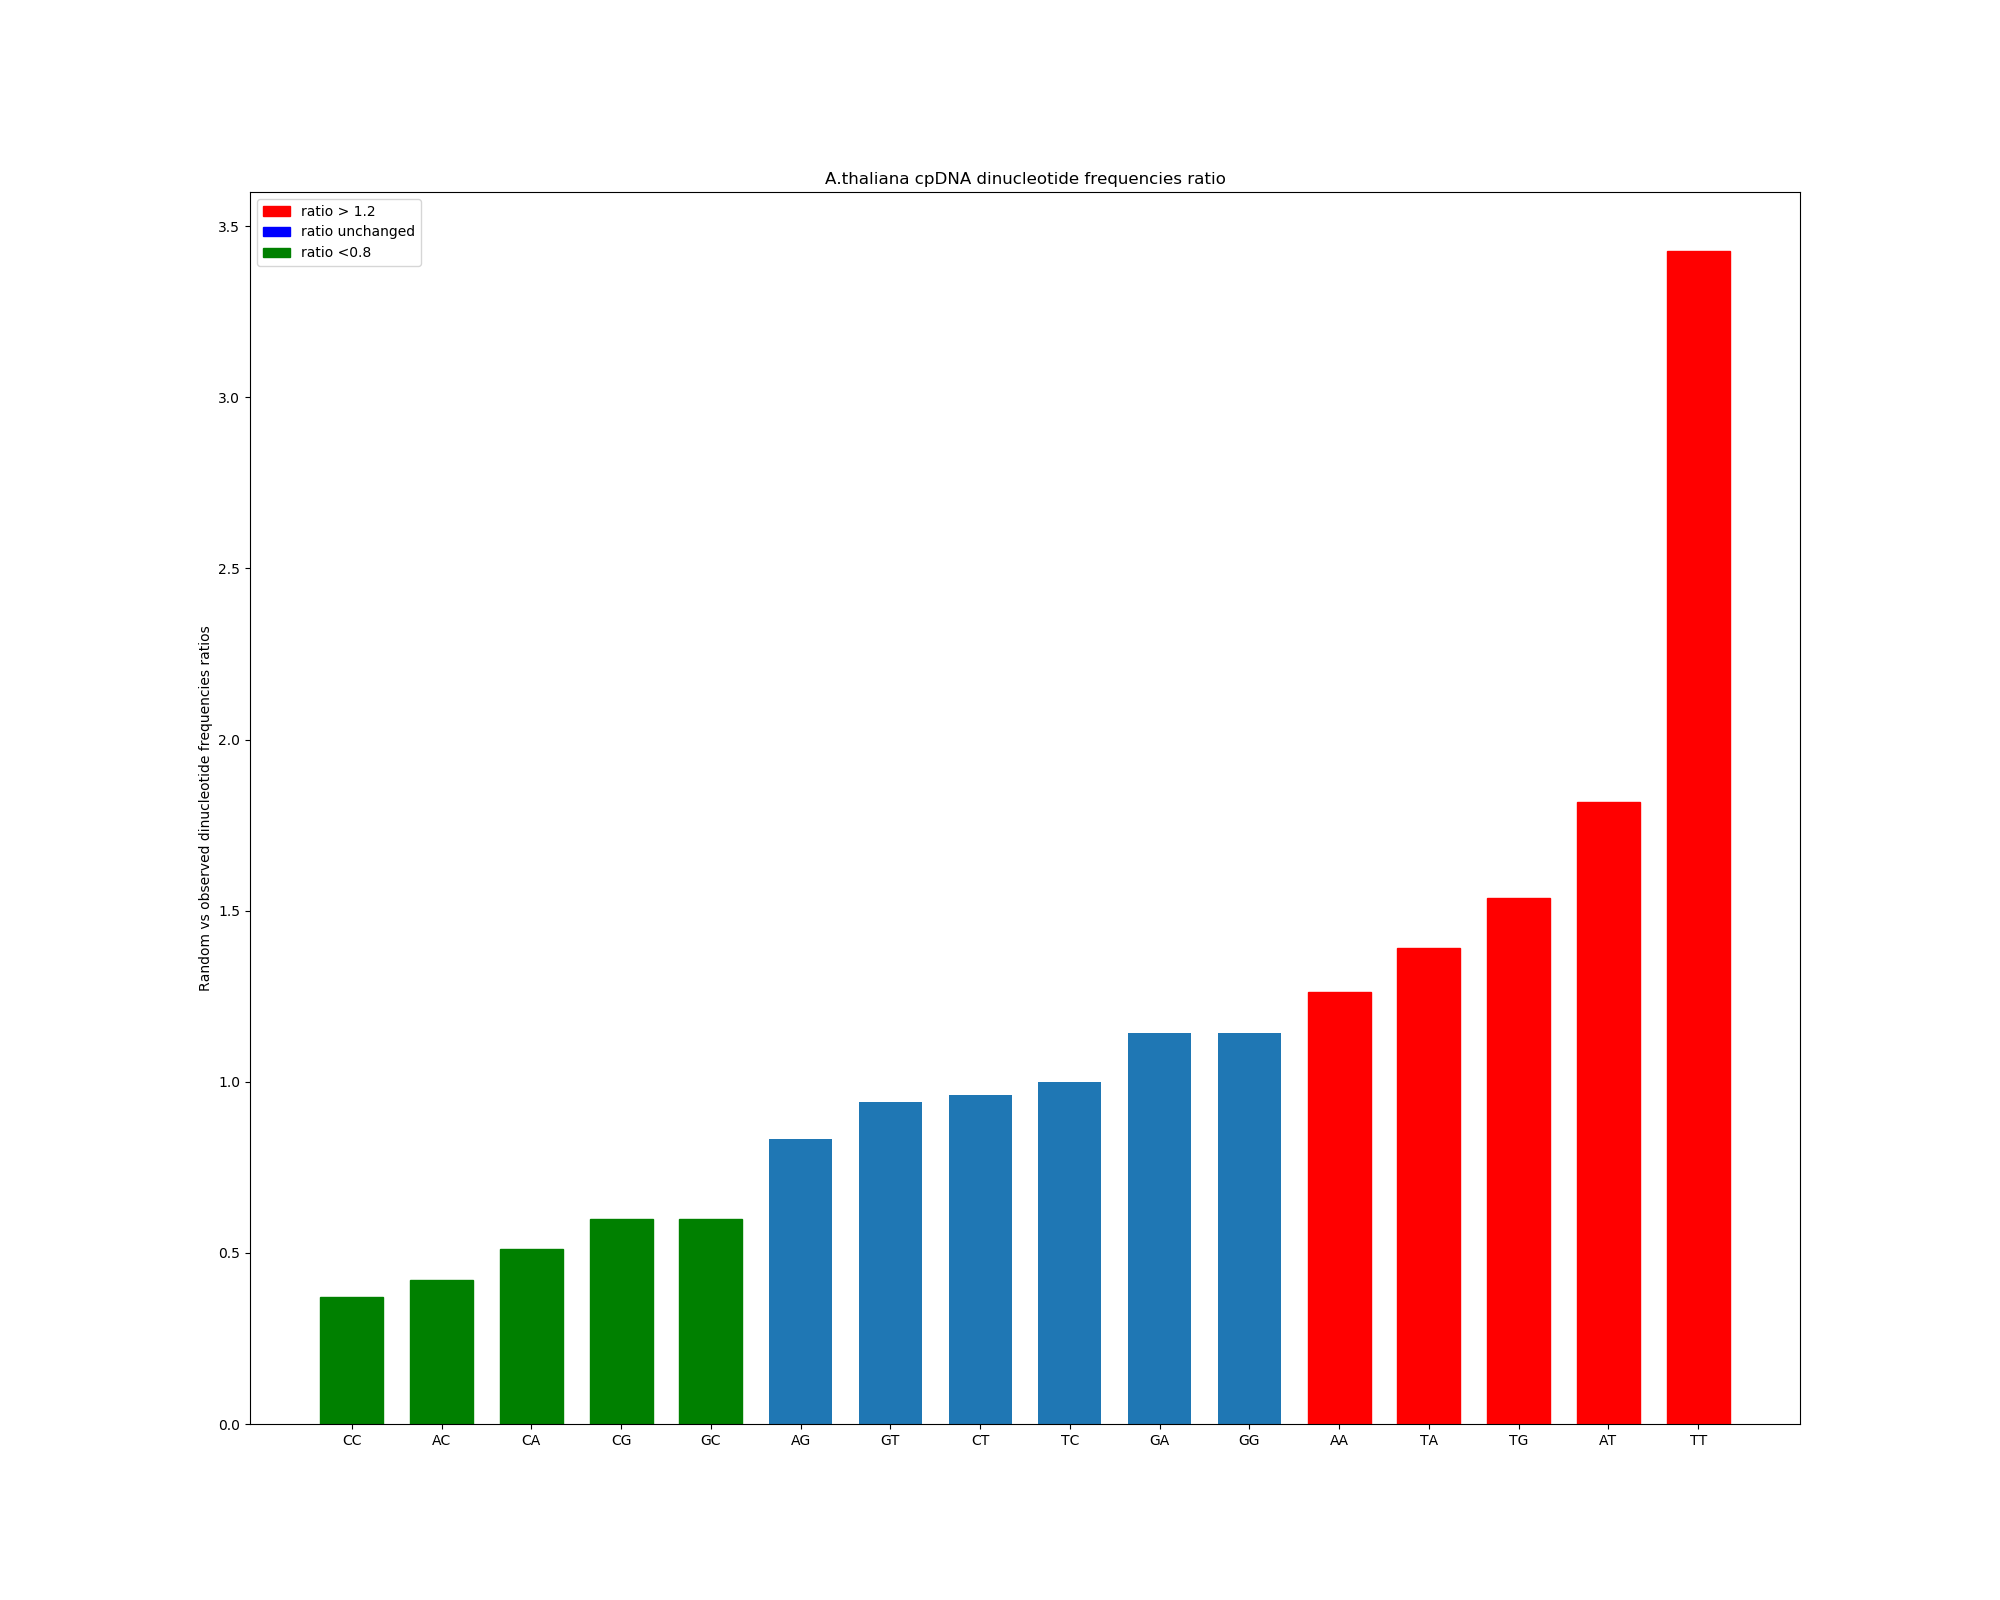 A.thaliana cpDNA dinucleotide frequencies ratio
ratio > 1.2
ratio unchanged
ratio <0.8
Random vs observed dinucleotide frequencies ratios
3.5
3.0
2.5
2.0
1.5
1.0
0.5
0.0
CC AC CA CG GC AG GT CT TC GA GG AA TA TG AT TT